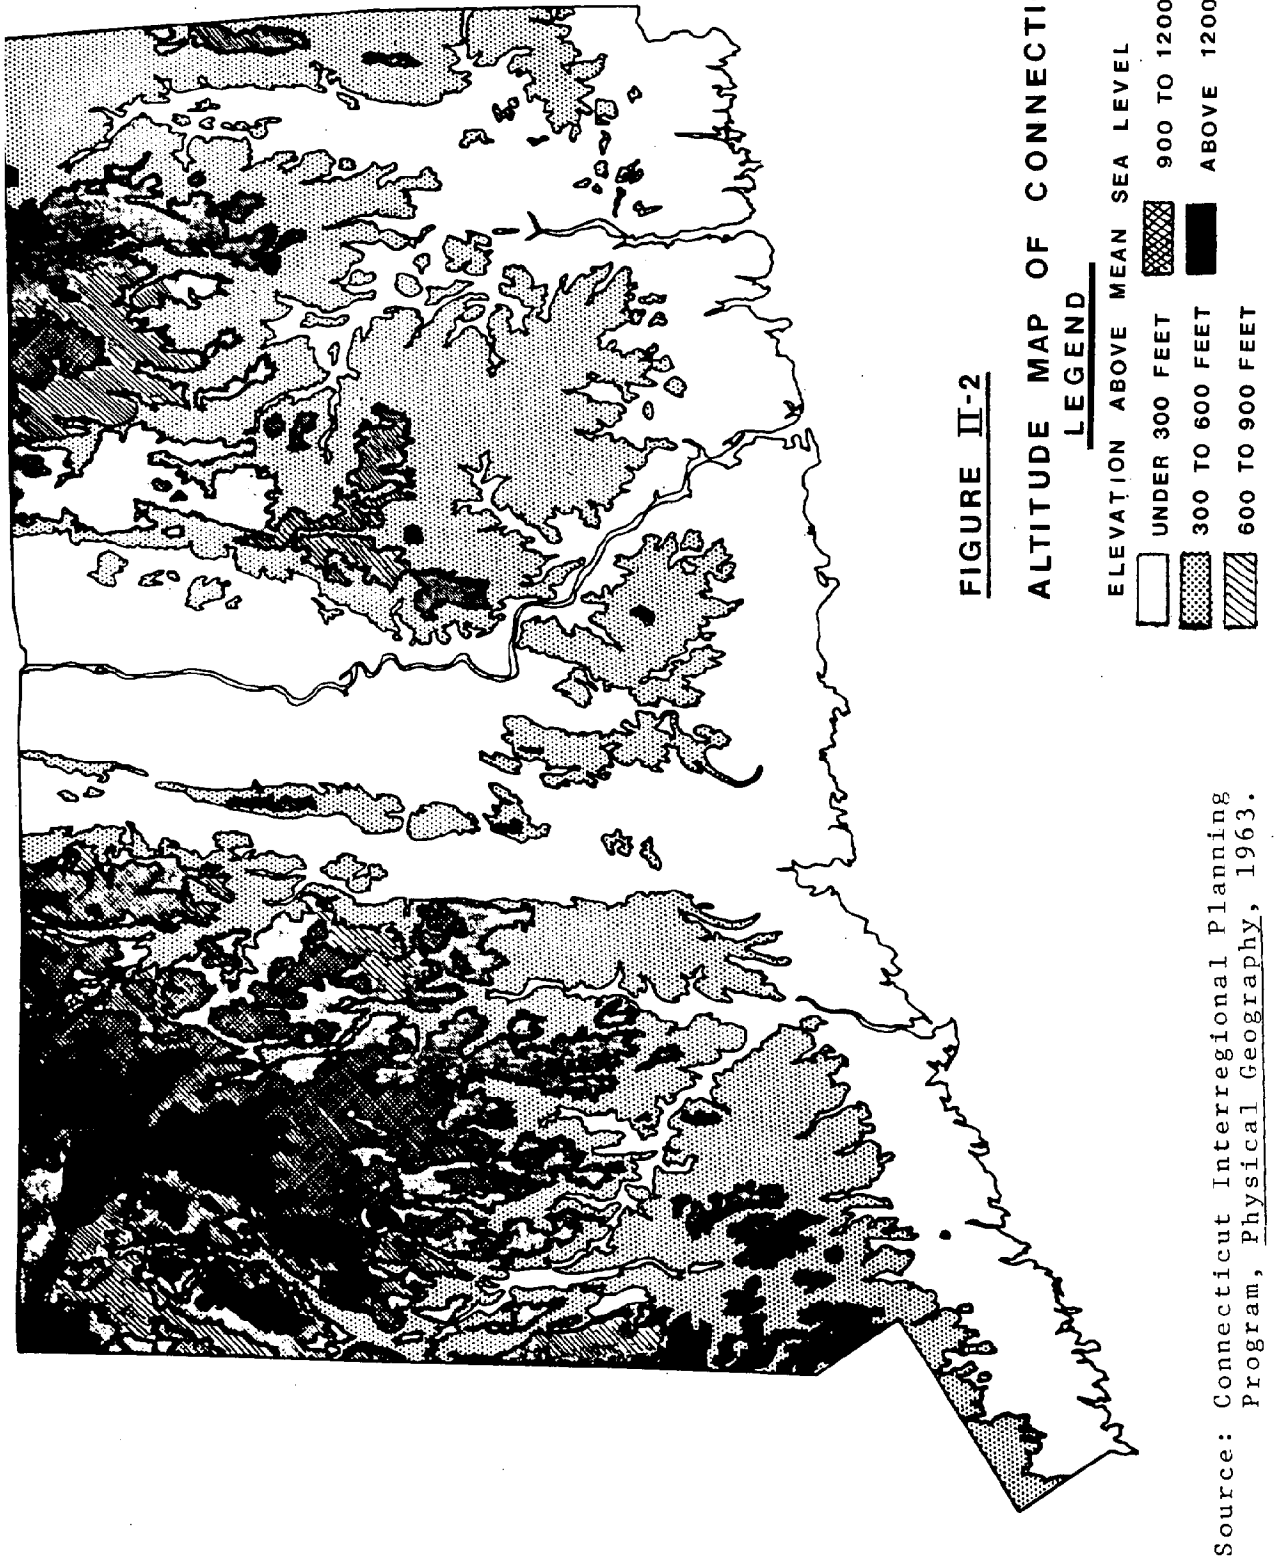 FIGURE II-2
ALTITUDE MAP OF CONNECTI
LEGEND
ELEVATION ABOVE MEAN SEA LEVEL
UNDER 300 FEET
900 TO 1200
300 TO 600 FEET
ABOVE 1200
600 TO 900 FEET
Source: Connecticut Interregional Planning
Program, Physical Geography, 1963.